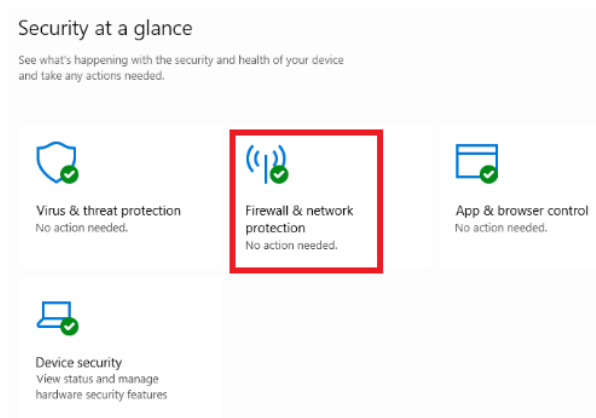 Security at a glance
See what's happening with the security and health of your device
and take any actions needed.
Virus & threat protection
No action needed.
Firewall & network
protection
No action needed.
App & browser control
No action needed.
Device security
View status and manage
hardware security features